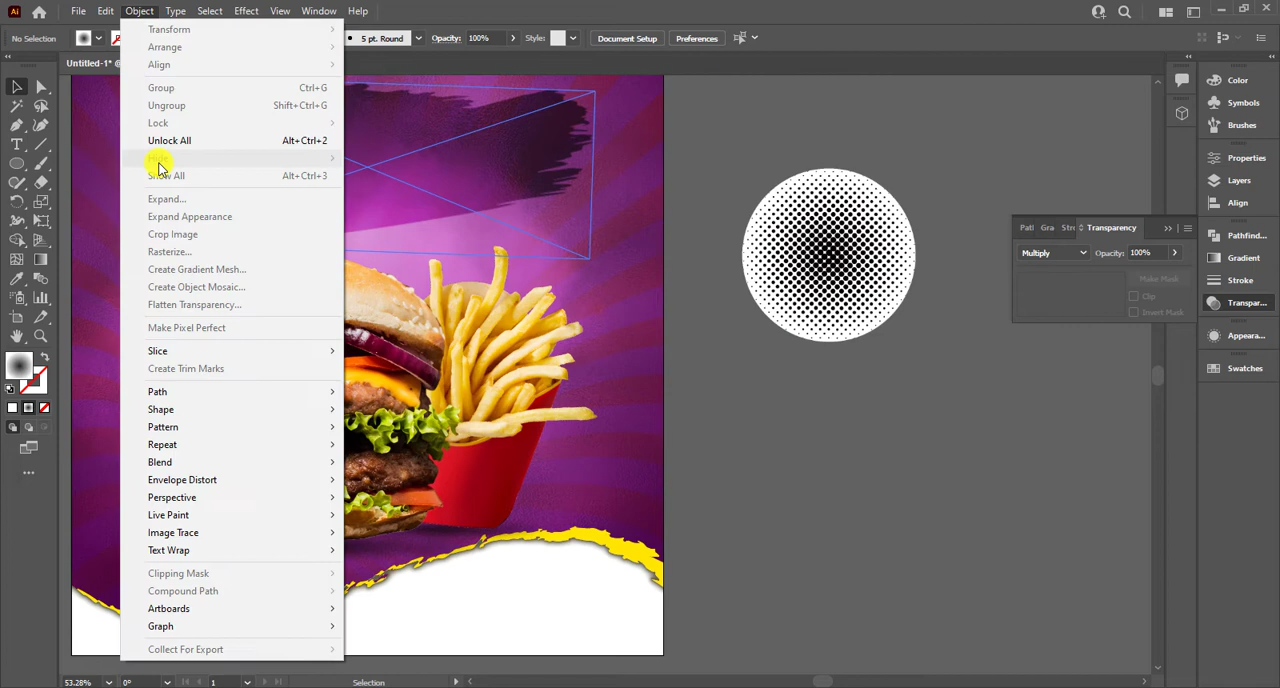 Ai
File Edit Object Type Select Effect View Window Help
No Selection
5 pt. Round
Opacity: 100%
Style:
Document Setup
Preferences
Untitled-1* @
Transform
Arrange
Align
Group Ctrl+G
Ungroup Shift+Ctrl+G
Lock
Unlock All Alt+Ctrl+2
Hide
Show All Alt+Ctrl+3
Expand...
Expand Appearance
Crop Image
Rasterize...
Create Gradient Mesh...
Create Object Mosaic...
Flatten Transparency...
Make Pixel Perfect
Slice
Create Trim Marks
Path
Shape
Pattern
Repeat
Blend
Envelope Distort
Perspective
Live Paint
Image Trace
Text Wrap
Clipping Mask
Compound Path
Artboards
Graph
Collect For Export
Patl Gra Str Transparency
Multiply
Opacity: 100%
Make Mask
Clip
Invert Mask
Color
Symbols
Brushes
Properties
Layers
Align
Pathfind...
Gradient
Stroke
Transpar...
Appeara...
Swatches
53.28% 0° 1 Selection